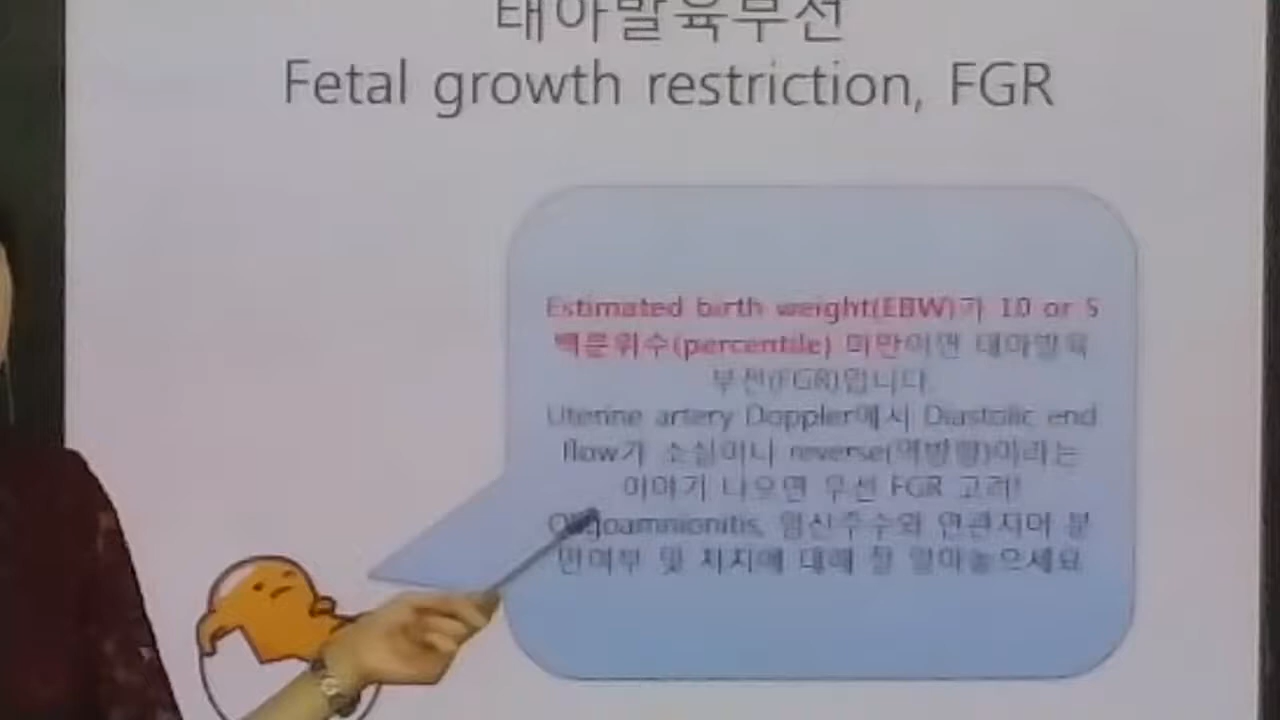 태아발육부전
Fetal growth restriction, FGR
Estimated birth weight(EBW)가 10 or 5
백분위수(percentile) 미만이면 태아발육
부전(FGR)입니다.
Uterine artery Doppler에서 Diastolic end
flow가 소실이나 reverse(역방향)이라는
이야기 나오면 우선 FGR 고려!
임신주수와 연관지어 분
만여부 및 처치에 대해 잘 알아놓으세요